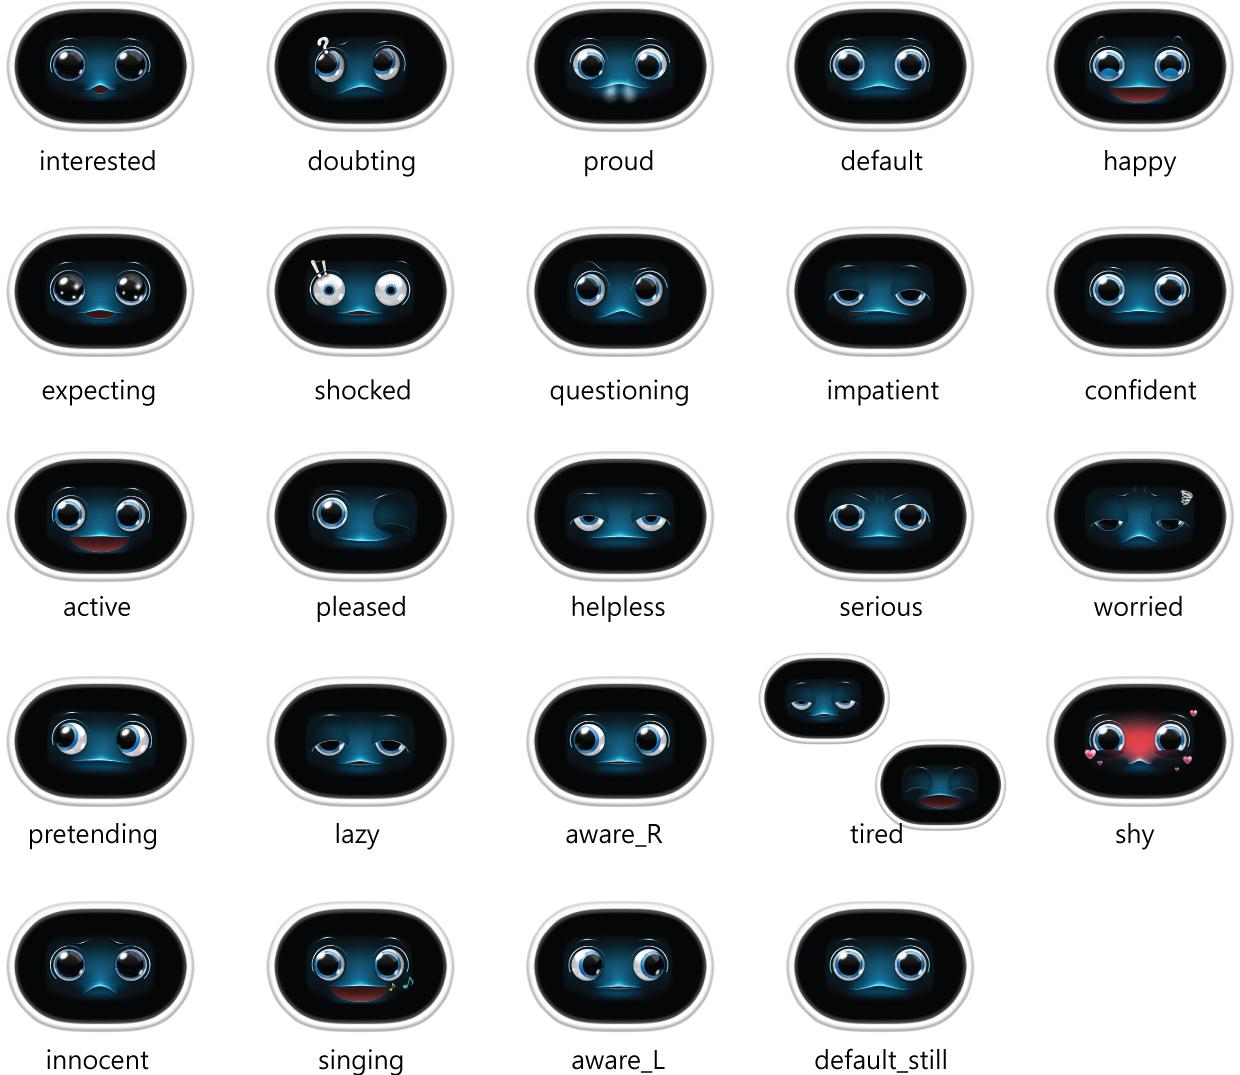 interested
doubting
proud
default
happy
expecting
shocked
questioning
impatient
confident
active
pleased
helpless
serious
worried
pretending
lazy
aware_R
tired
shy
innocent
singing
aware_L
default_still